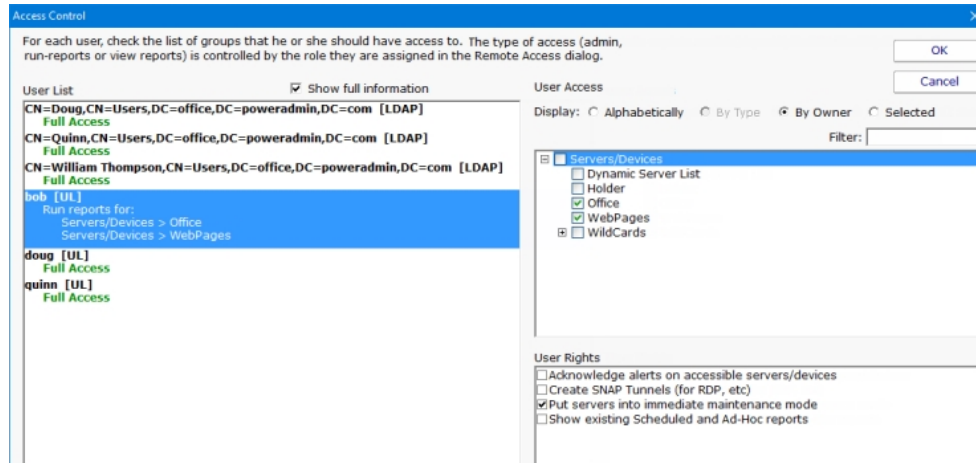 Access Control
For each user, check the list of groups that he or she should have access to. The type of access (admin,
run-reports or view reports) is controlled by the role they are assigned in the Remote Access dialog.
OK
Cancel
User List
Show full information
CN=Doug,CN=Users,DC=office,DC=poweradmin,DC=com [LDAP]
Full Access
CN=Quinn,CN=Users,DC=office,DC=poweradmin,DC=com [LDAP]
Full Access
CN=William Thompson,CN=Users,DC=office,DC=poweradmin,DC=com [LDAP]
Full Access
bob [UL]
Run reports for:
Servers/Devices > Office
Servers/Devices > WebPages
doug [UL]
Full Access
quinn [UL]
Full Access
User Access
Display: Alphabetically By Type By Owner Selected
Filter:
Servers/Devices
Dynamic Server List
Holder
Office
WebPages
WildCards
User Rights
Acknowledge alerts on accessible servers/devices
Create SNAP Tunnels (for RDP, etc)
Put servers into immediate maintenance mode
Show existing Scheduled and Ad-Hoc reports